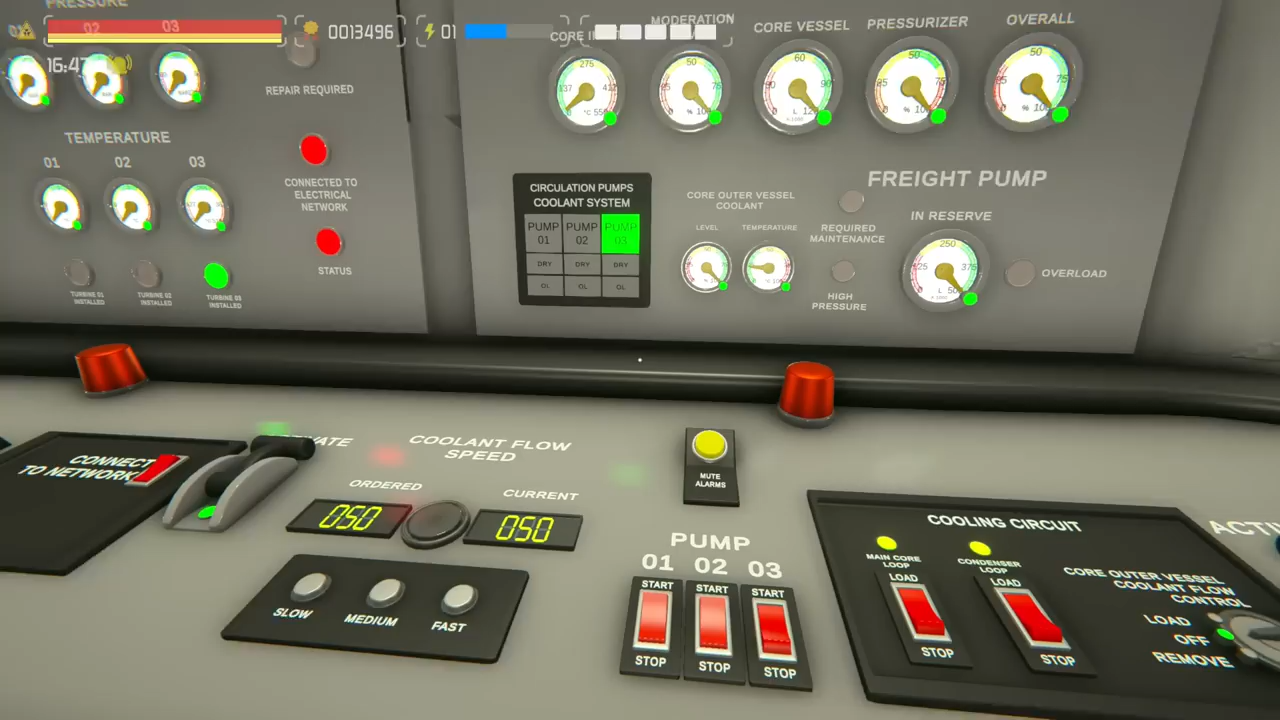 PRESSURE
01 02 03
0013496
01
16:47
REPAIR REQUIRED
TEMPERATURE
01 02 03
CONNECTED TO
ELECTRICAL
NETWORK
STATUS
TURBINE 01
INSTALLED
TURBINE 02
INSTALLED
TURBINE 03
INSTALLED
MODERATION
CORE VESSEL
PRESSURIZER
OVERALL
CIRCULATION PUMPS
COOLANT SYSTEM
PUMP
01
PUMP
02
PUMP
03
DRY DRY DRY
OL OL OL
CORE OUTER VESSEL
COOLANT
LEVEL TEMPERATURE
REQUIRED
MAINTENANCE
HIGH
PRESSURE
FREIGHT PUMP
IN RESERVE
OVERLOAD
CONNECT
TO NETWORK
COOLANT FLOW
SPEED
ORDERED
050
CURRENT
050
SLOW MEDIUM FAST
MUTE
ALARMS
PUMP
01 02 03
START START START
STOP STOP STOP
COOLING CIRCUIT
MAIN CORE
LOOP
LOAD
STOP
CONDENSER
LOOP
LOAD
STOP
CORE OUTER VESSEL
COOLANT FLOW
CONTROL
LOAD
OFF
REMOVE